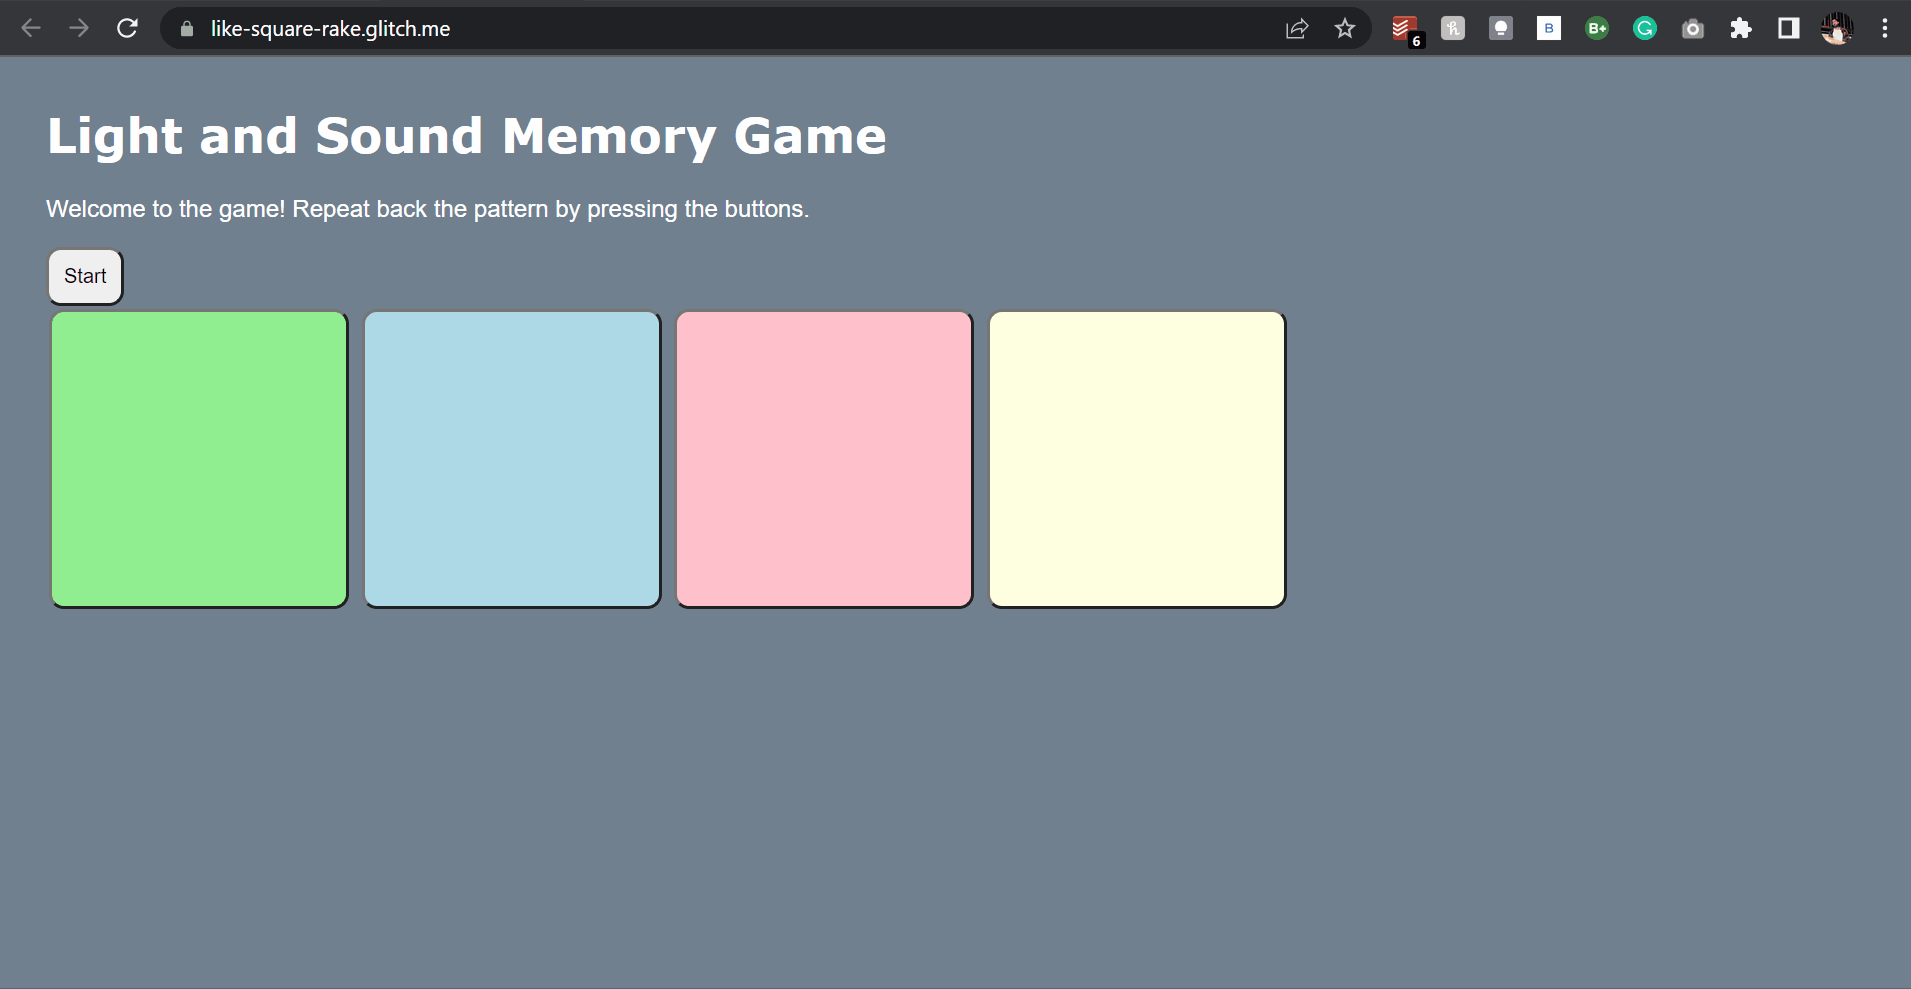 like-square-rake.glitch.me
6
B
B+
Light and Sound Memory Game
Welcome to the game! Repeat back the pattern by pressing the buttons.
Start